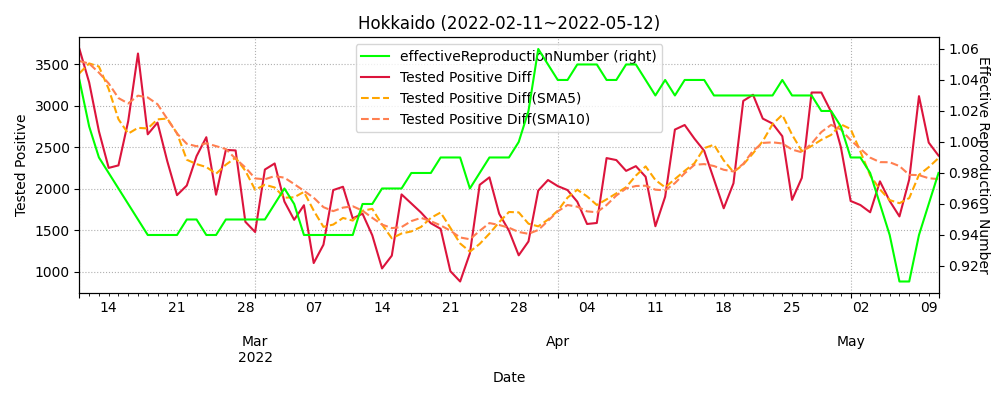 Hokkaido (2022-02-11~2022-05-12)
effectiveReproductionNumber (right)
Tested Positive Diff
Tested Positive Diff(SMA5)
Tested Positive Diff(SMA10)
Tested Positive
3500
3000
2500
2000
1500
1000
1.06
1.04
1.02
1.00
0.98
0.96
0.94
0.92
Effective Reproduction Number
14 21 28 07 14 21 28 04 11 18 25 02 09
Mar Apr May
2022
Date